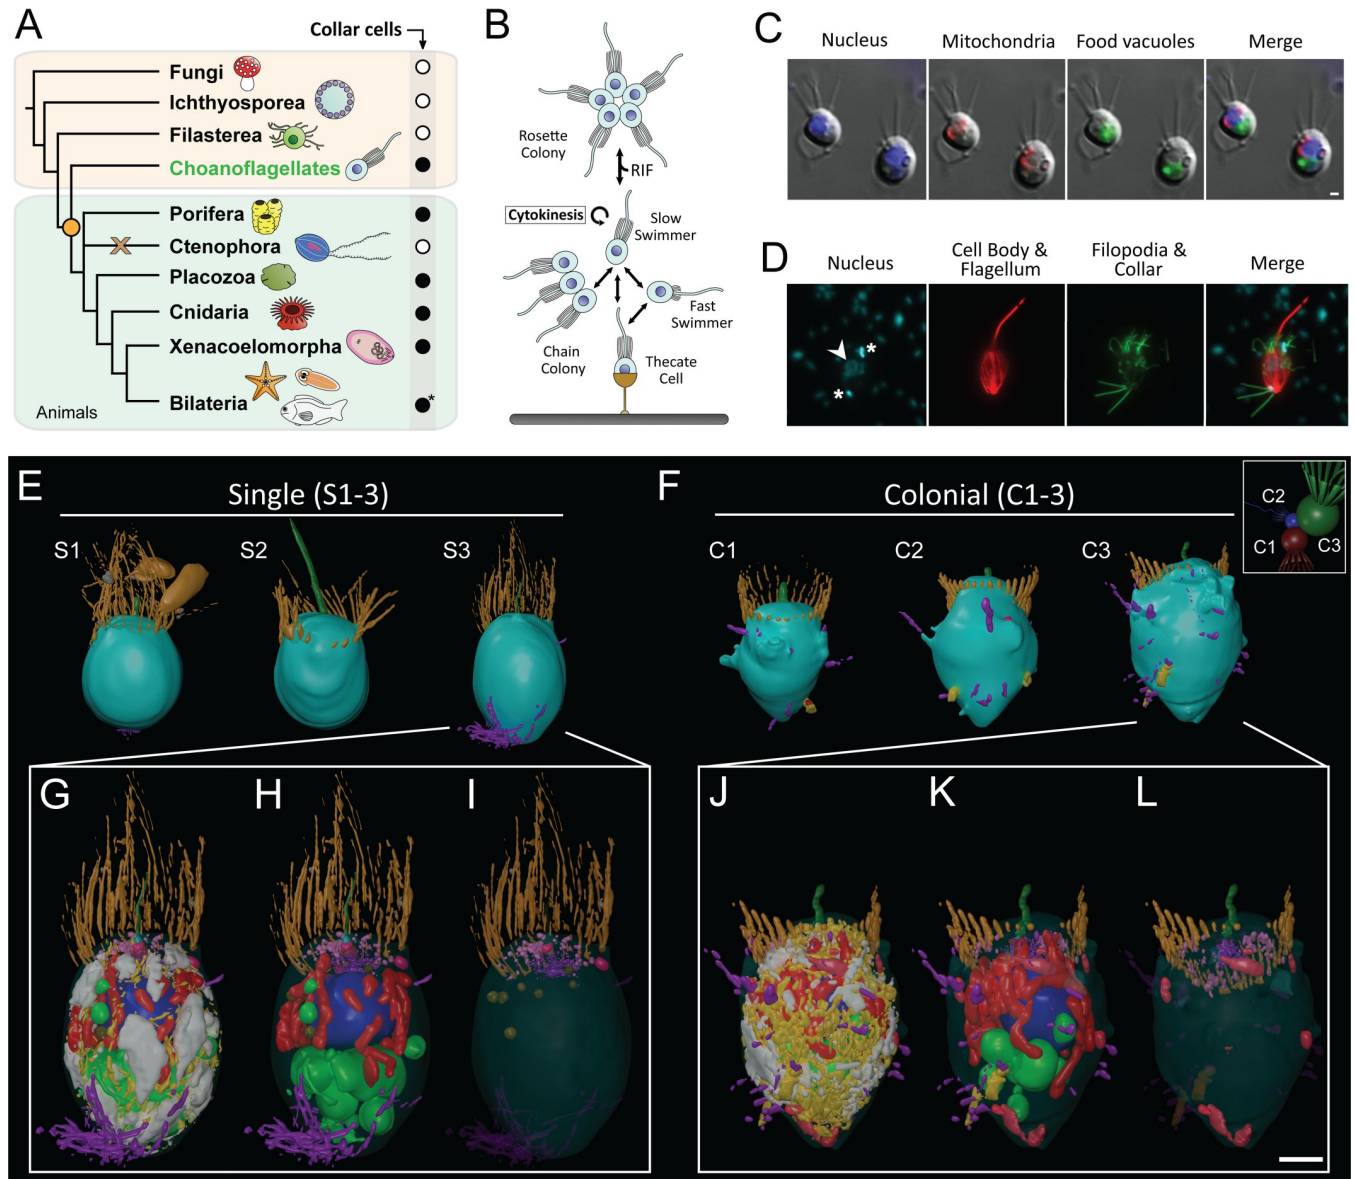 A
Collar cells
Fungi
Ichthyosporea
Filasterea
Choanoflagellates
Porifera
Ctenophora
Placozoa
Cnidaria
Xenacoelomorpha
Bilateria
*
Animals
B
Rosette
Colony
RIF
Cytokinesis
Slow
Swimmer
Fast
Swimmer
Chain
Colony
Thecate
Cell
C
Nucleus
Mitochondria
Food vacuoles
Merge
D
Nucleus
Cell Body &
Flagellum
Filopodia &
Collar
Merge
*
*
E
Single (S1-3)
S1
S2
S3
F
Colonial (C1-3)
C1
C2
C3
C2
C1
C3
G
H
I
J
K
L